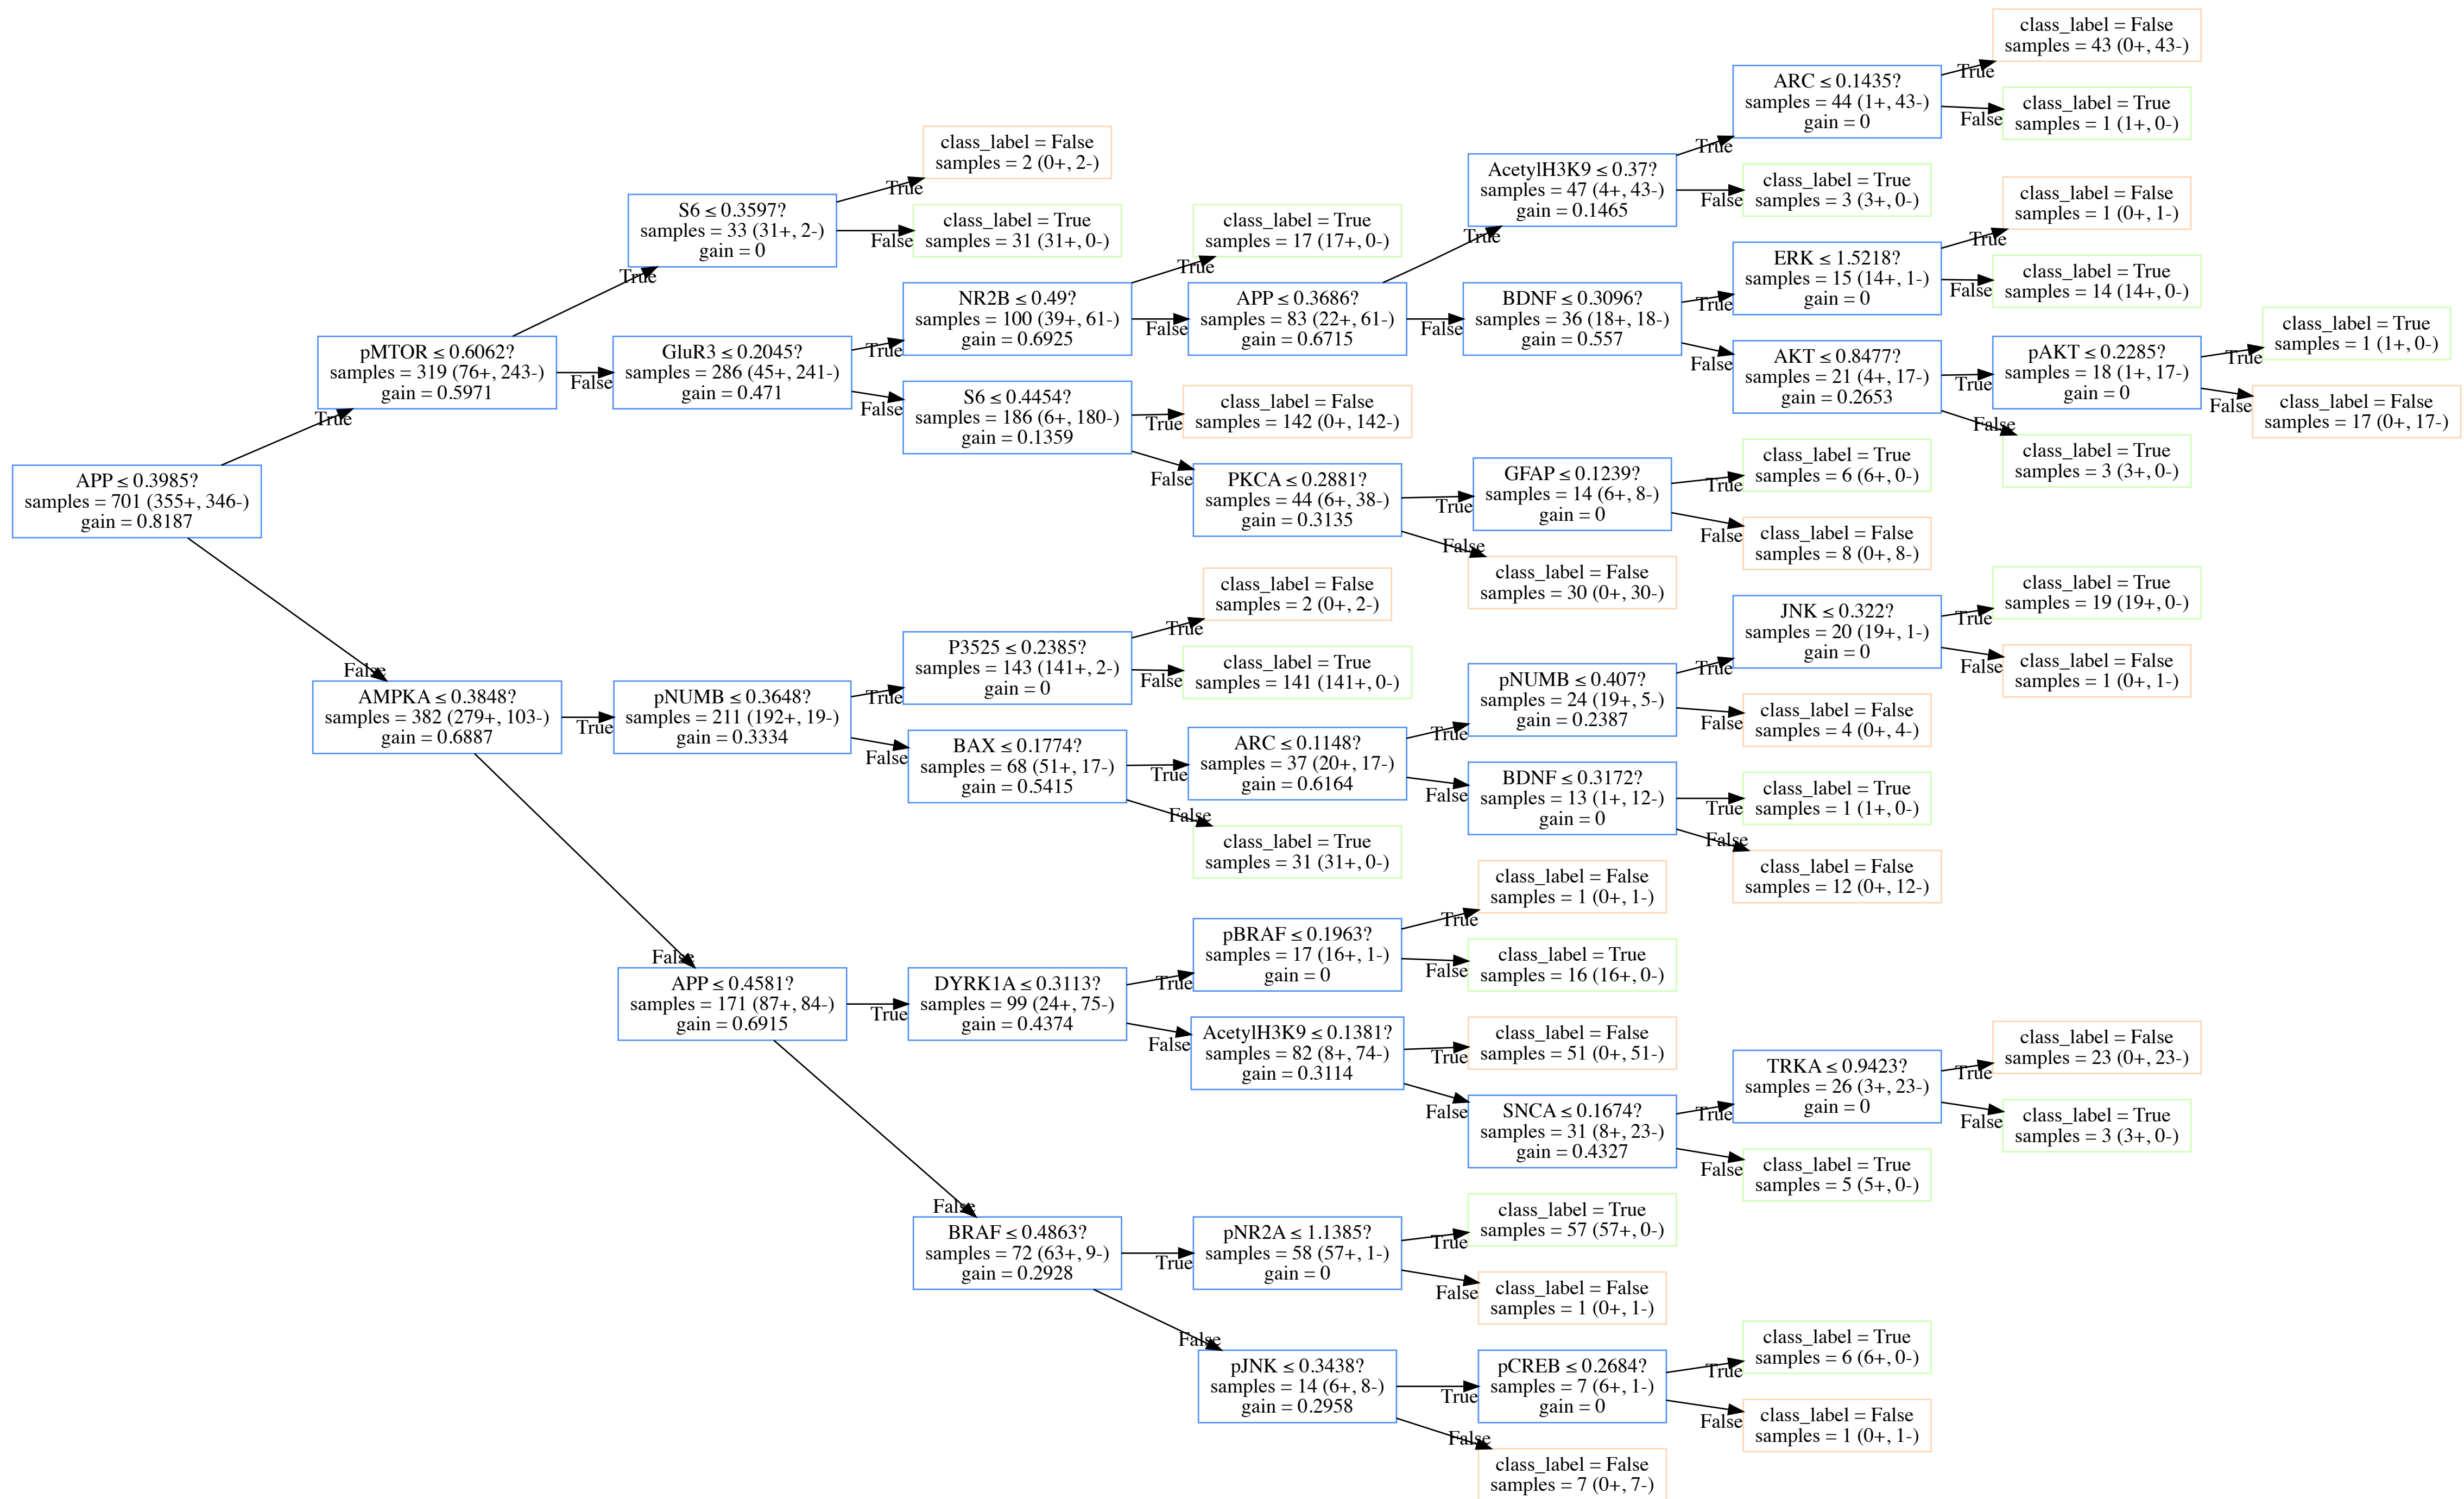 APP ≤ 0.3985?
samples = 701 (355+, 346-)
gain = 0.8187
True
False
pMTOR ≤ 0.6062?
samples = 319 (76+, 243-)
gain = 0.5971
True
False
S6 ≤ 0.3597?
samples = 33 (31+, 2-)
gain = 0
True
False
class_label = False
samples = 2 (0+, 2-)
class_label = True
samples = 31 (31+, 0-)
GluR3 ≤ 0.2045?
samples = 286 (45+, 241-)
gain = 0.471
True
False
NR2B ≤ 0.49?
samples = 100 (39+, 61-)
gain = 0.6925
True
False
class_label = True
samples = 17 (17+, 0-)
APP ≤ 0.3686?
samples = 83 (22+, 61-)
gain = 0.6715
True
False
AcetylH3K9 ≤ 0.37?
samples = 47 (4+, 43-)
gain = 0.1465
True
False
ARC ≤ 0.1435?
samples = 44 (1+, 43-)
gain = 0
True
False
class_label = False
samples = 43 (0+, 43-)
class_label = True
samples = 1 (1+, 0-)
class_label = True
samples = 3 (3+, 0-)
BDNF ≤ 0.3096?
samples = 36 (18+, 18-)
gain = 0.557
True
False
ERK ≤ 1.5218?
samples = 15 (14+, 1-)
gain = 0
True
False
class_label = False
samples = 1 (0+, 1-)
class_label = True
samples = 14 (14+, 0-)
AKT ≤ 0.8477?
samples = 21 (4+, 17-)
gain = 0.2653
True
False
pAKT ≤ 0.2285?
samples = 18 (1+, 17-)
gain = 0
True
False
class_label = True
samples = 1 (1+, 0-)
class_label = False
samples = 17 (0+, 17-)
class_label = True
samples = 3 (3+, 0-)
S6 ≤ 0.4454?
samples = 186 (6+, 180-)
gain = 0.1359
True
False
class_label = False
samples = 142 (0+, 142-)
PKCA ≤ 0.2881?
samples = 44 (6+, 38-)
gain = 0.3135
True
False
GFAP ≤ 0.1239?
samples = 14 (6+, 8-)
gain = 0
True
False
class_label = True
samples = 6 (6+, 0-)
class_label = False
samples = 8 (0+, 8-)
class_label = False
samples = 30 (0+, 30-)
AMPKA ≤ 0.3848?
samples = 382 (279+, 103-)
gain = 0.6887
True
False
pNUMB ≤ 0.3648?
samples = 211 (192+, 19-)
gain = 0.3334
True
False
P3525 ≤ 0.2385?
samples = 143 (141+, 2-)
gain = 0
True
False
class_label = False
samples = 2 (0+, 2-)
class_label = True
samples = 141 (141+, 0-)
BAX ≤ 0.1774?
samples = 68 (51+, 17-)
gain = 0.5415
True
False
ARC ≤ 0.1148?
samples = 37 (20+, 17-)
gain = 0.6164
True
False
pNUMB ≤ 0.407?
samples = 24 (19+, 5-)
gain = 0.2387
True
False
JNK ≤ 0.322?
samples = 20 (19+, 1-)
gain = 0
True
False
class_label = True
samples = 19 (19+, 0-)
class_label = False
samples = 1 (0+, 1-)
class_label = False
samples = 4 (0+, 4-)
BDNF ≤ 0.3172?
samples = 13 (1+, 12-)
gain = 0
True
False
class_label = True
samples = 1 (1+, 0-)
class_label = False
samples = 12 (0+, 12-)
class_label = True
samples = 31 (31+, 0-)
APP ≤ 0.4581?
samples = 171 (87+, 84-)
gain = 0.6915
True
False
DYRK1A ≤ 0.3113?
samples = 99 (24+, 75-)
gain = 0.4374
True
False
pBRAF ≤ 0.1963?
samples = 17 (16+, 1-)
gain = 0
True
False
class_label = False
samples = 1 (0+, 1-)
class_label = True
samples = 16 (16+, 0-)
AcetylH3K9 ≤ 0.1381?
samples = 82 (8+, 74-)
gain = 0.3114
True
False
class_label = False
samples = 51 (0+, 51-)
SNCA ≤ 0.1674?
samples = 31 (8+, 23-)
gain = 0.4327
True
False
TRKA ≤ 0.9423?
samples = 26 (3+, 23-)
gain = 0
True
False
class_label = False
samples = 23 (0+, 23-)
class_label = True
samples = 3 (3+, 0-)
class_label = True
samples = 5 (5+, 0-)
BRAF ≤ 0.4863?
samples = 72 (63+, 9-)
gain = 0.2928
True
False
pNR2A ≤ 1.1385?
samples = 58 (57+, 1-)
gain = 0
True
False
class_label = True
samples = 57 (57+, 0-)
class_label = False
samples = 1 (0+, 1-)
pJNK ≤ 0.3438?
samples = 14 (6+, 8-)
gain = 0.2958
True
False
pCREB ≤ 0.2684?
samples = 7 (6+, 1-)
gain = 0
True
False
class_label = True
samples = 6 (6+, 0-)
class_label = False
samples = 1 (0+, 1-)
class_label = False
samples = 7 (0+, 7-)